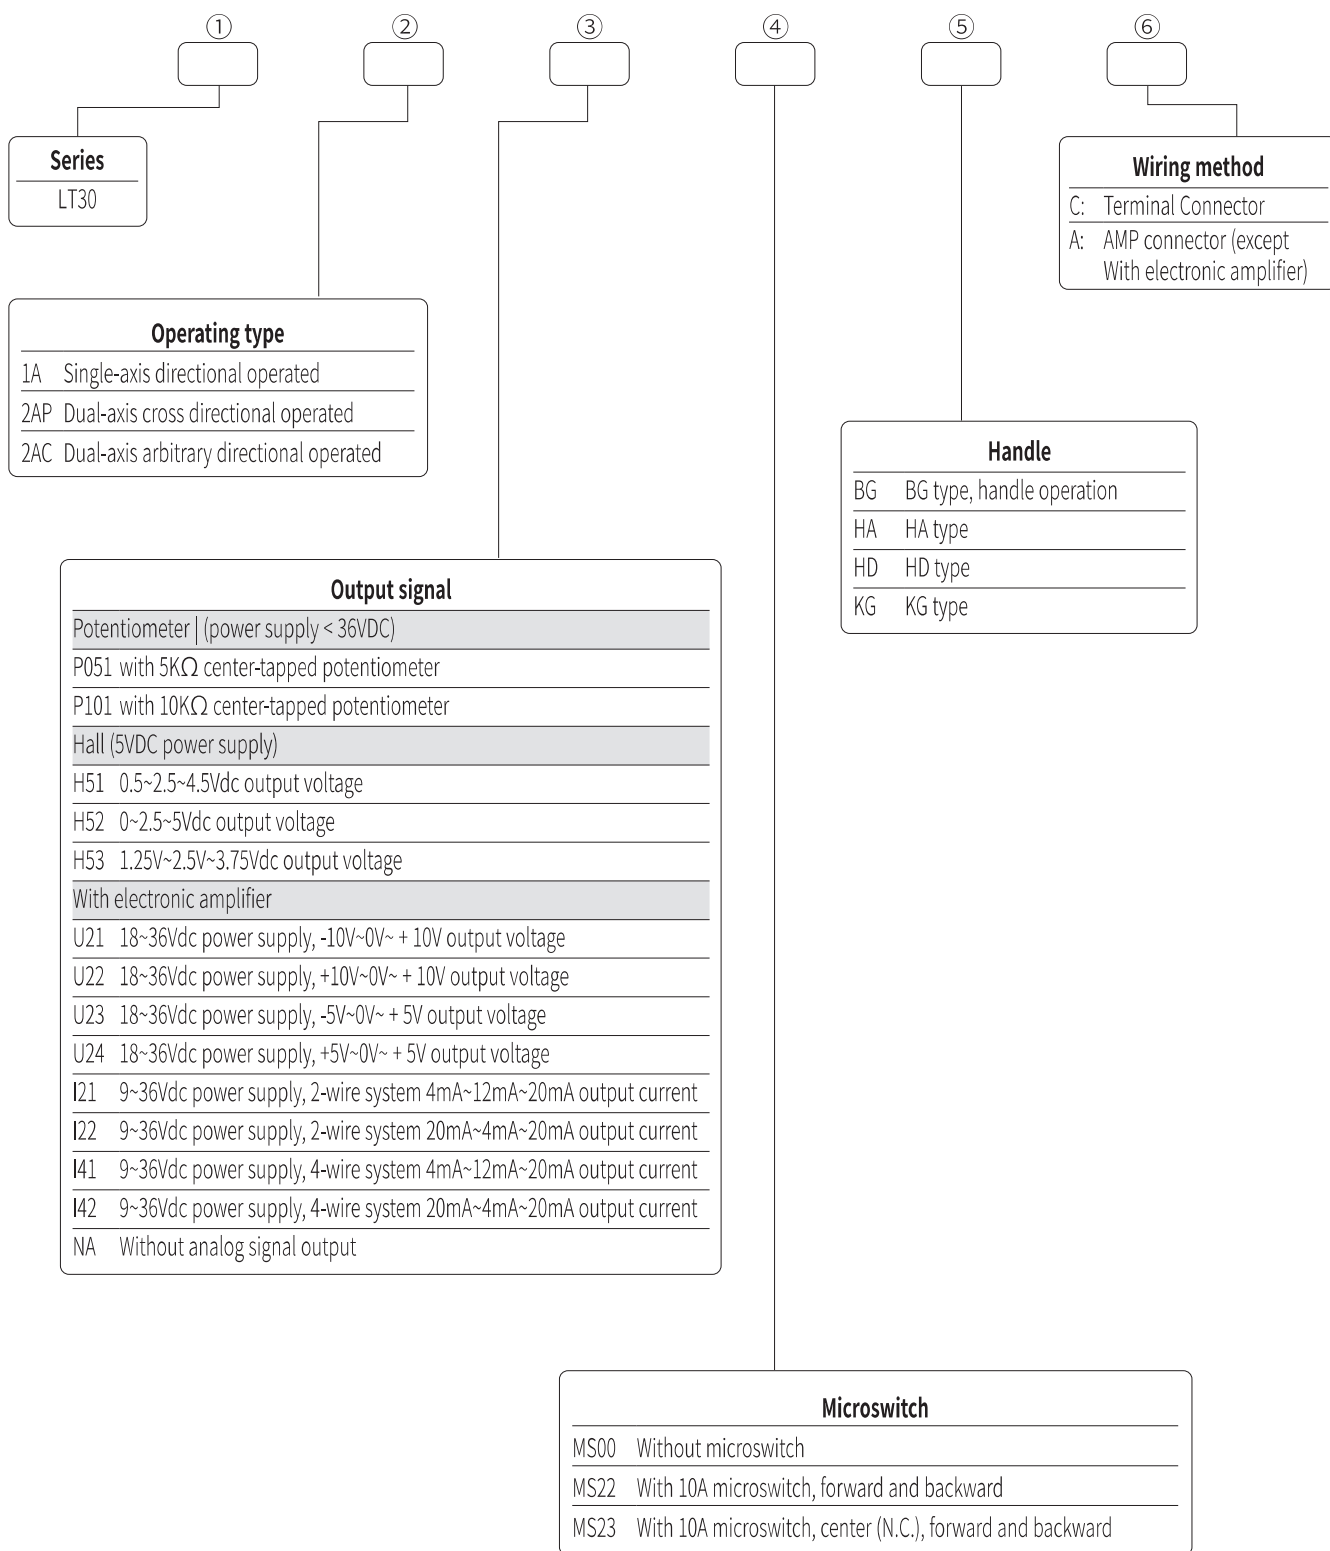 ① ② ③ ④ ⑤ ⑥
Series
LT30
Wiring method
C: Terminal Connector
A: AMP connector (except
With electronic amplifier)
Operating type
1A Single-axis directional operated
2AP Dual-axis cross directional operated
2AC Dual-axis arbitrary directional operated
Handle
BG BG type, handle operation
HA HA type
HD HD type
KG KG type
Output signal
Potentiometer | (power supply < 36VDC)
P051 with 5KΩ center-tapped potentiometer
P101 with 10KΩ center-tapped potentiometer
Hall (5VDC power supply)
H51 0.5~2.5~4.5Vdc output voltage
H52 0~2.5~5Vdc output voltage
H53 1.25V~2.5V~3.75Vdc output voltage
With electronic amplifier
U21 18~36Vdc power supply, -10V~0V~ + 10V output voltage
U22 18~36Vdc power supply, +10V~0V~ + 10V output voltage
U23 18~36Vdc power supply, -5V~0V~ + 5V output voltage
U24 18~36Vdc power supply, +5V~0V~ + 5V output voltage
I21 9~36Vdc power supply, 2-wire system 4mA~12mA~20mA output current
I22 9~36Vdc power supply, 2-wire system 20mA~4mA~20mA output current
I41 9~36Vdc power supply, 4-wire system 4mA~12mA~20mA output current
I42 9~36Vdc power supply, 4-wire system 20mA~4mA~20mA output current
NA Without analog signal output
Microswitch
MS00 Without microswitch
MS22 With 10A microswitch, forward and backward
MS23 With 10A microswitch, center (N.C.), forward and backward